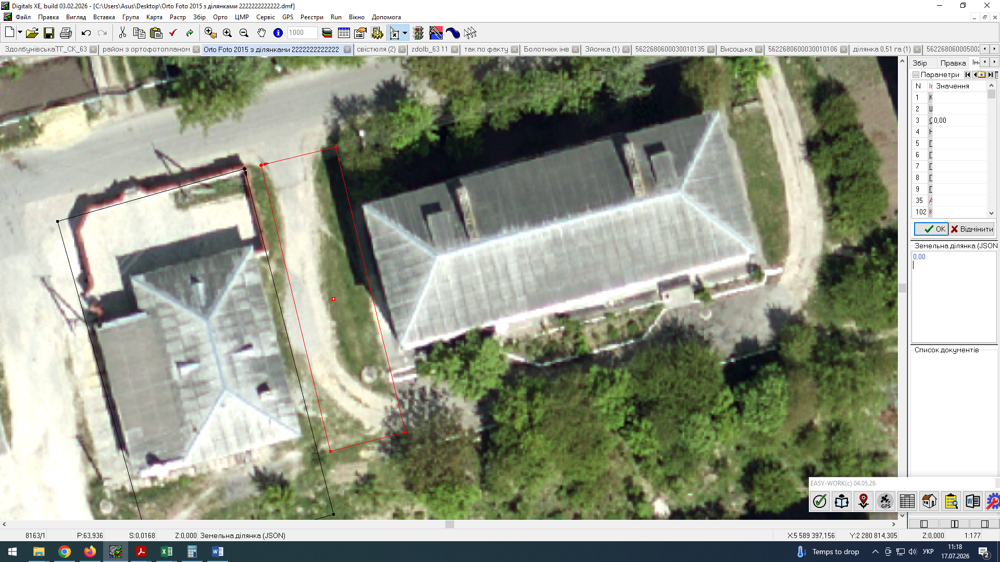 Digitals XE, build 03.02.2026 - [C:\Users\Asus\Desktop\Orto Foto 2015 з ділянками 2222222222222.dmf]
Файл Правка Вигляд Вставка Група Карта Растр Збір Орто ЦМР Сервіс GPS Реєстри Run Вікно Допомога
1000
ЗдолбунівськаТГ_СК_63 район з ортофотопланом Orto Foto 2015 з ділянками 2222222222222 свістюля (2) zdolb_63 11 так по факту Болотнюк інв Зйомка (1) 5622680600030010135 Висоцька 5622680600030010106 ділянка 0,51 га (1) 562268060005002
Збір Правка Інс
Параметри
N Значення
1
2
3 0,00
4
5
6
7
8
9
35
102
OK Відмінити
Земельна ділянка (JSON
0,00
Список документів
EASY-WORK(c) 04.05.26
GPS
8163/1 P:63,936 S:0,0168 Z:0,000 Земельна ділянка (JSON) X:5 589 397,156 Y:2 280 814,305 Z:0,000 1:177
Temps to drop УКР 11:18
17.07.2026
2